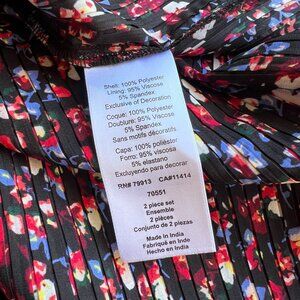 Shell: 100% Polyester
Lining: 95% Viscose
5% Spandex
Exclusive of Decoration
Coque: 100% Polyester
Doublure: 95% Viscose
5% Spandex
Sans motifs décoratifs
Capa: 100% poliéster
Forro: 95% viscosa
5% elastano
Excluyendo para decorar
RN# 79913 CA#11414
70551
2 piece set
Ensemble
2 pièces
Conjunto de 2 piezas
Made In India
Fabriqué en Inde
Hecho en India